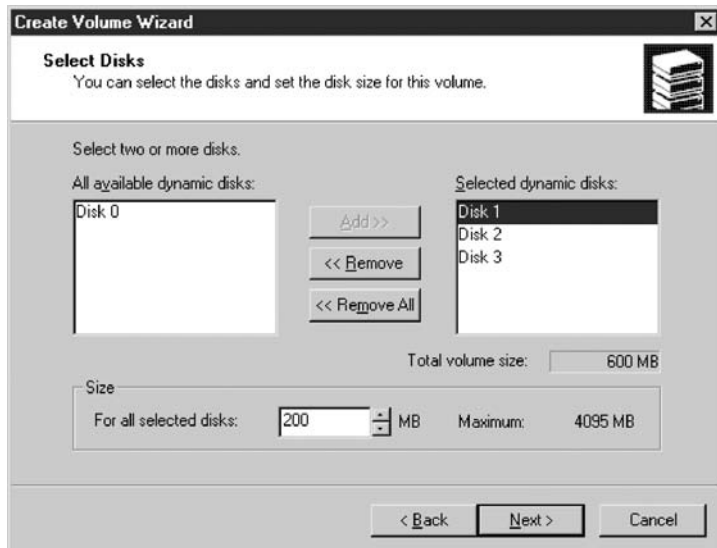 Create Volume Wizard
Select Disks
You can select the disks and set the disk size for this volume.
Select two or more disks.
All available dynamic disks:
Disk 0
Add >>
<< Remove
<< Remove All
Selected dynamic disks:
Disk 1
Disk 2
Disk 3
Total volume size: 600 MB
Size
For all selected disks: 200 MB Maximum: 4095 MB
< Back Next > Cancel